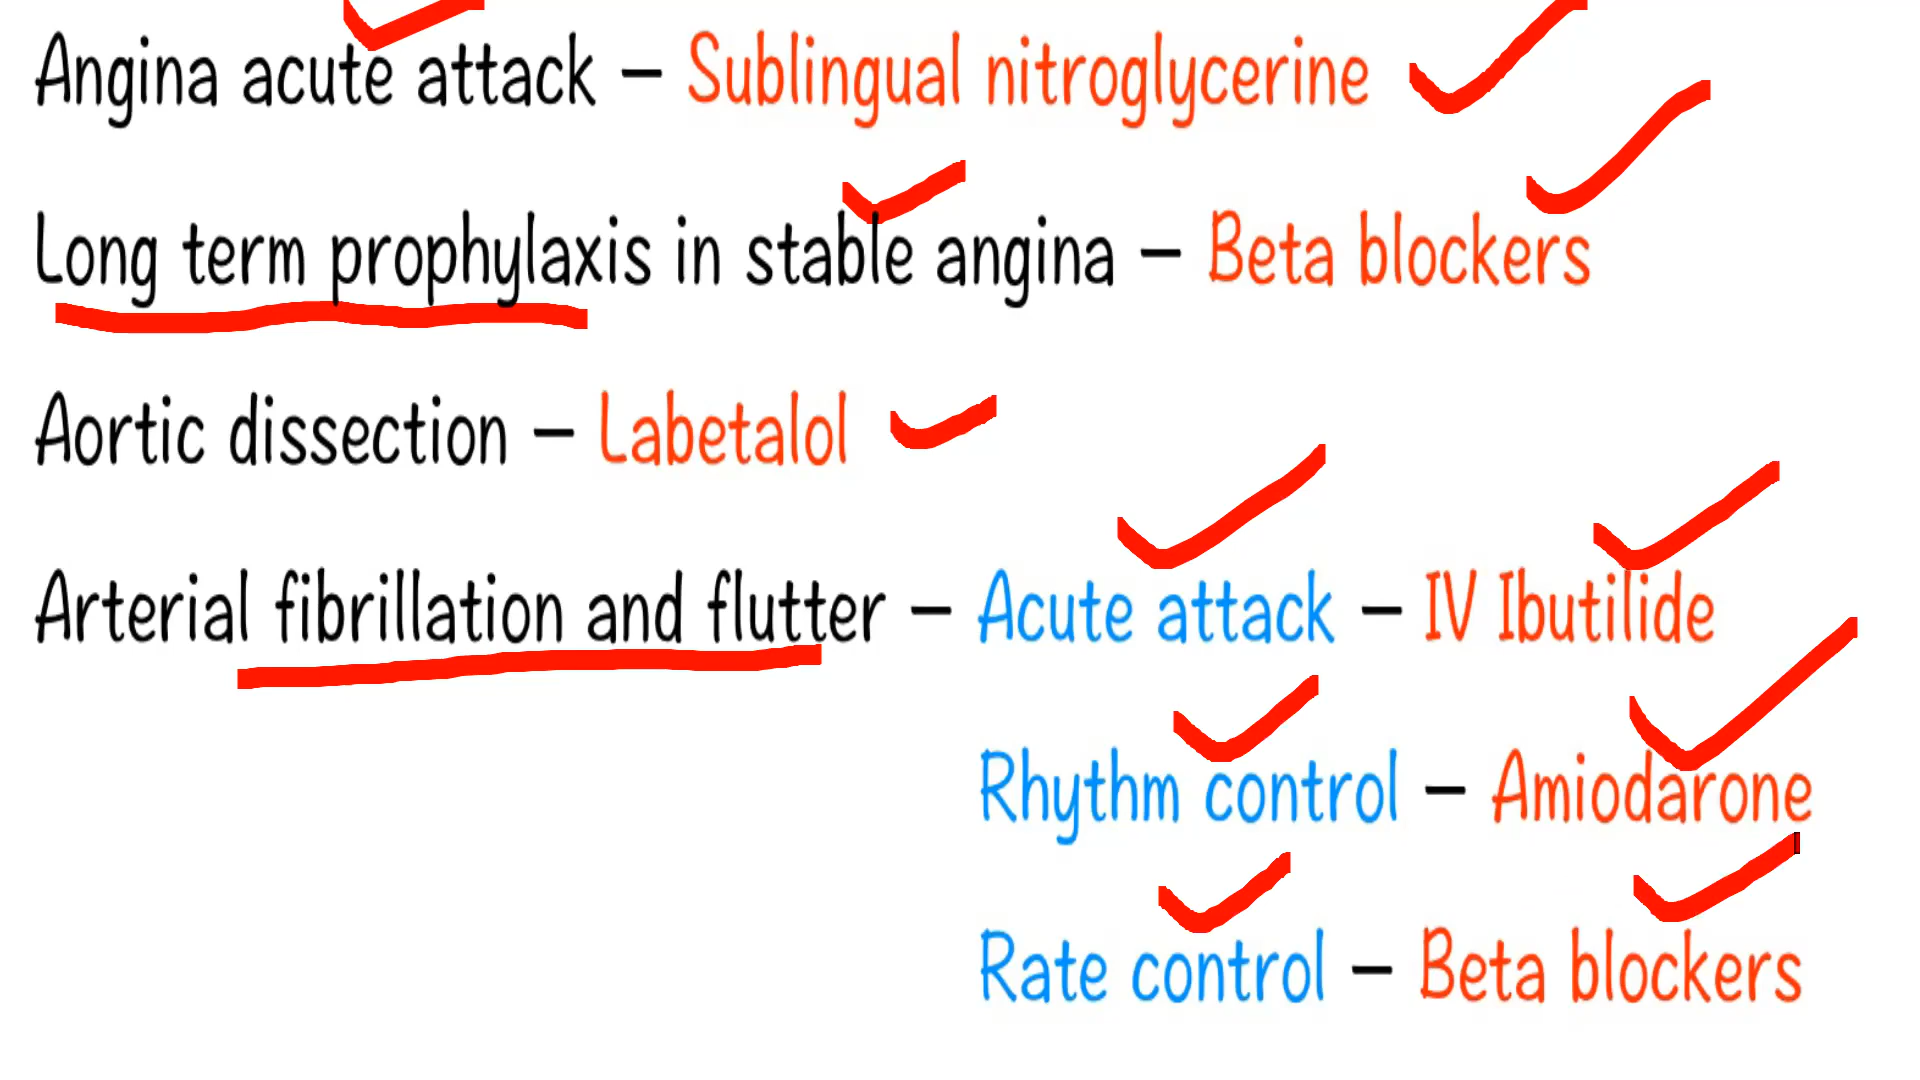 Angina acute attack – Sublingual nitroglycerine
Long term prophylaxis in stable angina – Beta blockers
Aortic dissection – Labetalol
Arterial fibrillation and flutter – Acute attack – IV Ibutilide
Rhythm control – Amiodarone
Rate control – Beta blockers